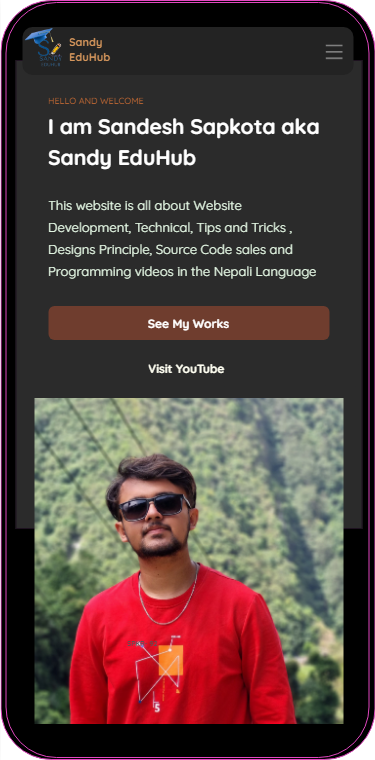 Sandy
EduHub
HELLO AND WELCOME
I am Sandesh Sapkota aka
Sandy EduHub
This website is all about Website
Development, Technical, Tips and Tricks ,
Designs Principle, Source Code sales and
Programming videos in the Nepali Language
See My Works
Visit YouTube